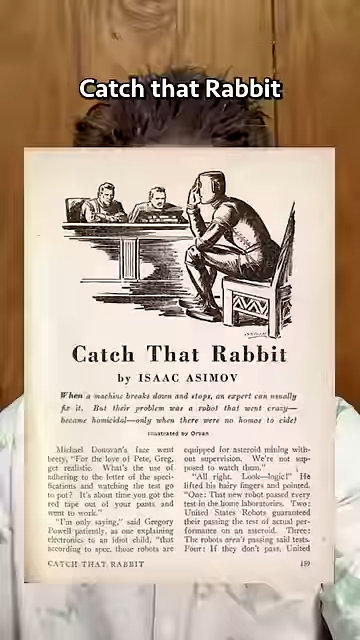 Catch that Rabbit
Catch That Rabbit
by ISAAC ASIMOV
When a machine breaks down and stops, an expert can usually
fix it. But their problem was a robot that went crazy—
became homicidal—only when there were no homos to cide!
Illustrated by Orban
Michael Donovan's face went
beety, "For the love of Pete, Greg,
get realistic. What's the use of
adhering to the letter of the speci-
fications and watching the test go
to pot? It's about time you got the
red tape out of your pants and
went to work."
"I'm only saying," said Gregory
Powell patiently, as one explaining
electronics to an idiot child, "that
according to spec, those robots are
equipped for asteroid mining with-
out supervision. We're not sup-
posed to watch them."
"All right. Look—logic!" He
lifted his hairy fingers and pointed.
"One: That new robot passed every
test in the home laboratories. Two:
United States Robots guaranteed
their passing the test of actual per-
formance on an asteroid. Three:
The robots aren't passing said tests.
Four: If they don't pass, United
CATCH THAT RABBIT
159